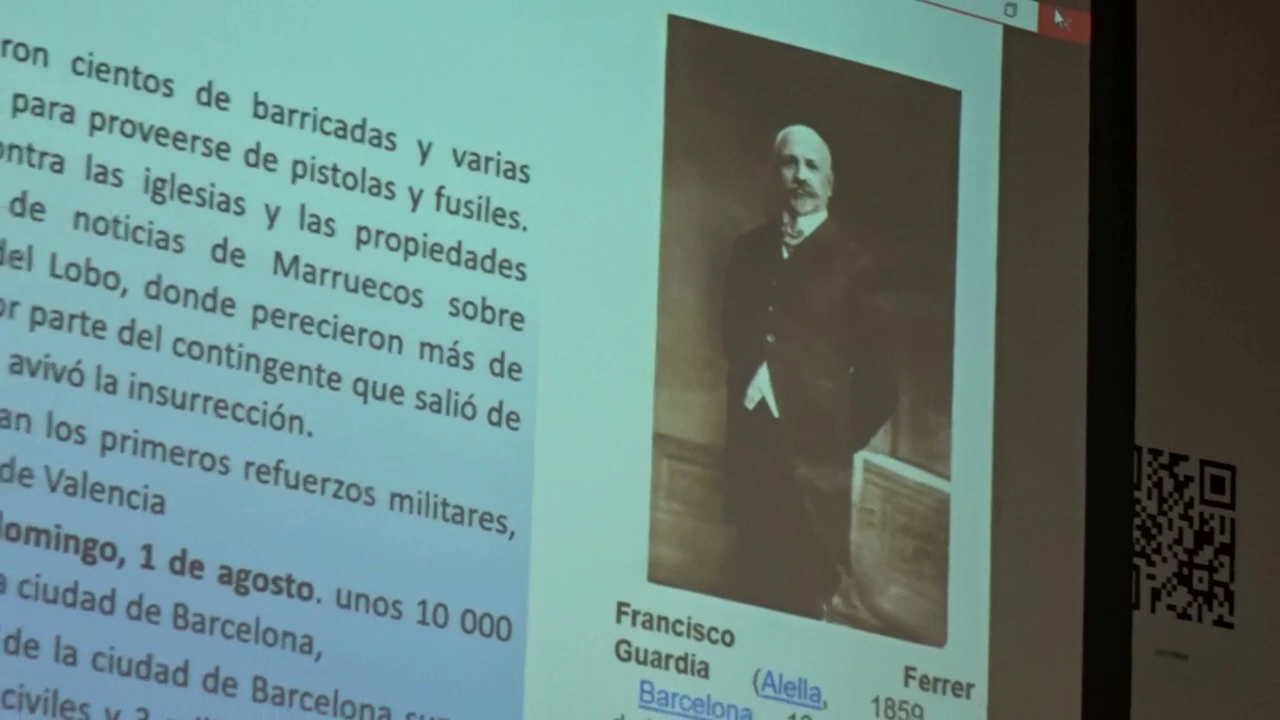 ron cientos de barricadas y varias
para proveerse de pistolas y fusiles.
ontra las iglesias y las propiedades
de noticias de Marruecos sobre
del Lobo, donde perecieron más de
or parte del contingente que salió de
avivó la insurrección.
an los primeros refuerzos militares,
de Valencia
domingo, 1 de agosto. unos 10 000
a ciudad de Barcelona,
de la ciudad de Barcelona
civiles y 3
Francisco Ferrer
Guardia (Alella, 1859
Barcelona